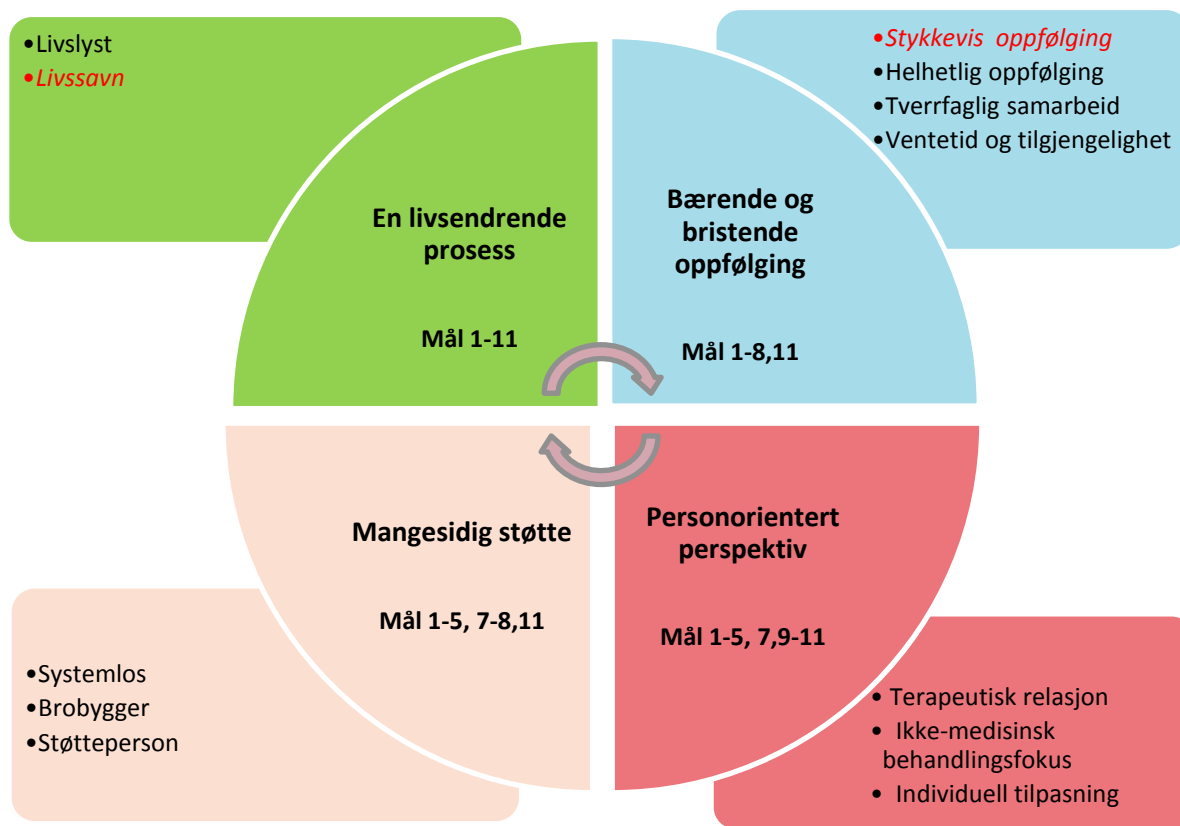 •Livslyst
•Livssavn
•Stykkevis oppfølging
•Helhetlig oppfølging
•Tverrfaglig samarbeid
•Ventetid og tilgjengelighet
En livsendrende
prosess
Mål 1-11
Bærende og
bristende
oppfølging
Mål 1-8,11
Mangesidig støtte
Mål 1-5, 7-8,11
Personorientert
perspektiv
Mål 1-5, 7,9-11
•Systemlos
•Brobygger
•Støtteperson
• Terapeutisk relasjon
• Ikke-medisinsk
behandlingsfokus
• Individuell tilpasning